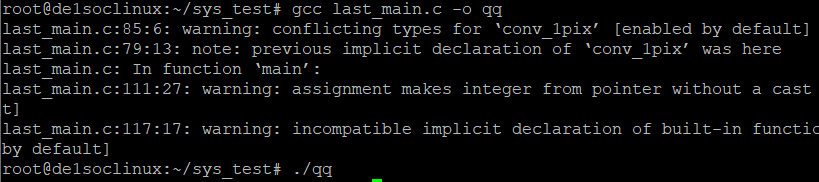 root@de1soclinux:~/sys_test# gcc last_main.c -o qq
last_main.c:85:6: warning: conflicting types for ‘conv_1pix’ [enabled by default]
last_main.c:79:13: note: previous implicit declaration of ‘conv_1pix’ was here
last_main.c: In function ‘main’:
last_main.c:111:27: warning: assignment makes integer from pointer without a cast
t]
last_main.c:117:17: warning: incompatible implicit declaration of built-in functio
by default]
root@de1soclinux:~/sys_test# ./qq